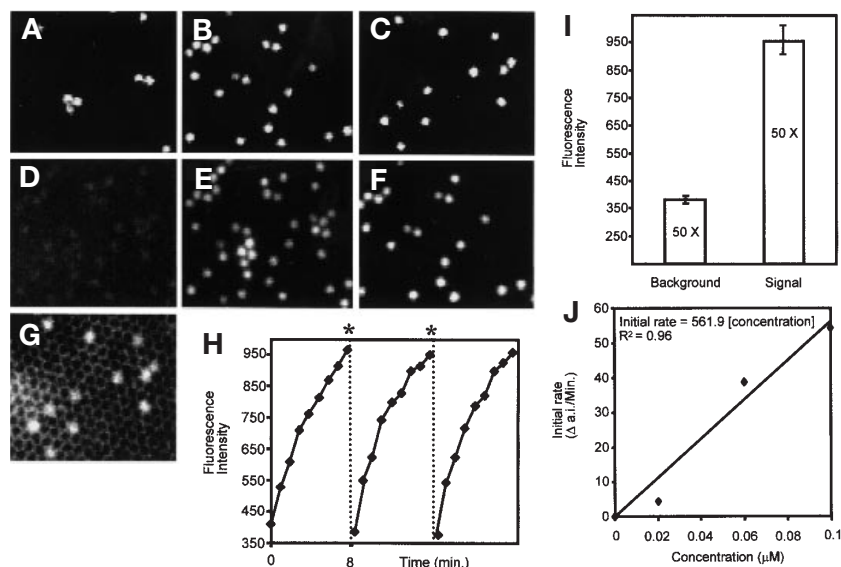 A
B
C
D
E
F
G
H
*
*
Fluorescence
Intensity
950
850
750
650
550
450
350
0
8
Time (min.)
I
Fluorescence
Intensity
950
850
750
650
550
450
350
250
50 X
50 X
Background
Signal
J
Initial rate = 561.9 [concentration]
R² = 0.96
Initial rate
(Δ a.i./Min.)
60
50
40
30
20
10
0
0
0.02
0.04
0.06
0.08
0.1
Concentration (μM)